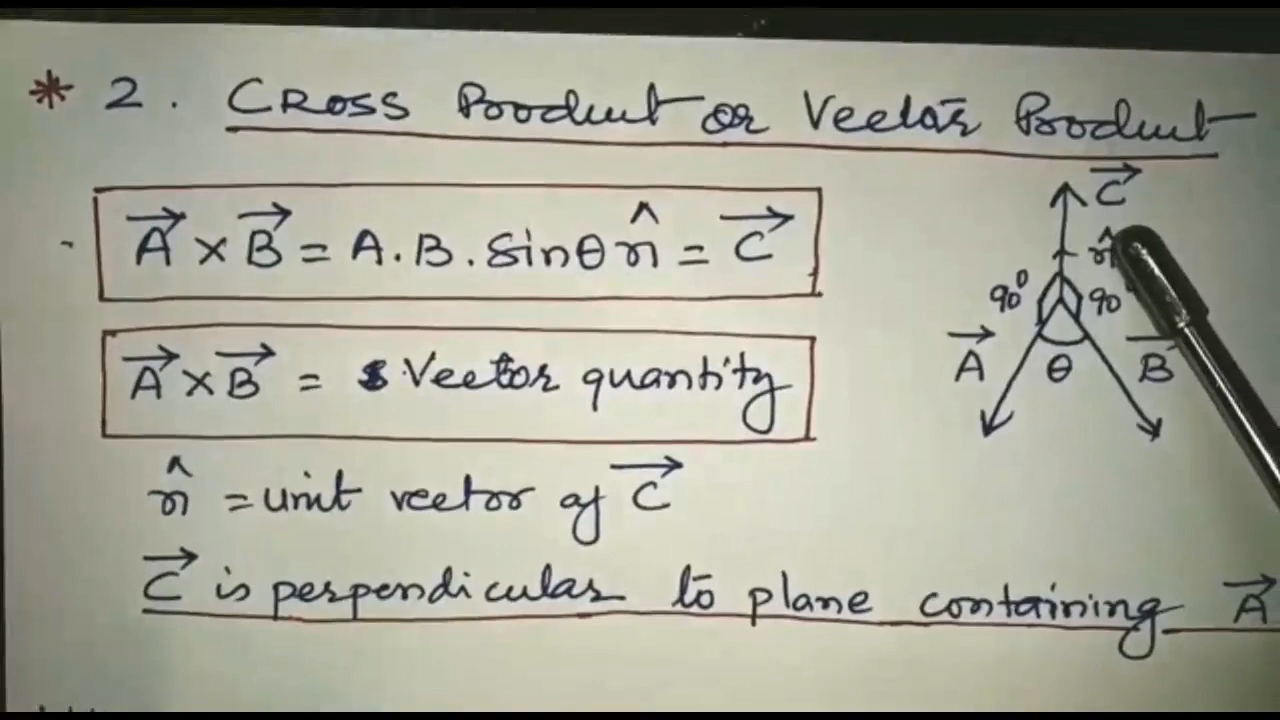 * 2. CROSS Product or Vector Product
A⃗ × B⃗ = A.B. Sinθ n̂ = C⃗
A⃗ × B⃗ = Vector quantity
n̂ = unit vector of C⃗
C⃗ is perpendicular to plane containing A⃗
C⃗
n̂
90° 90°
A⃗ θ B⃗